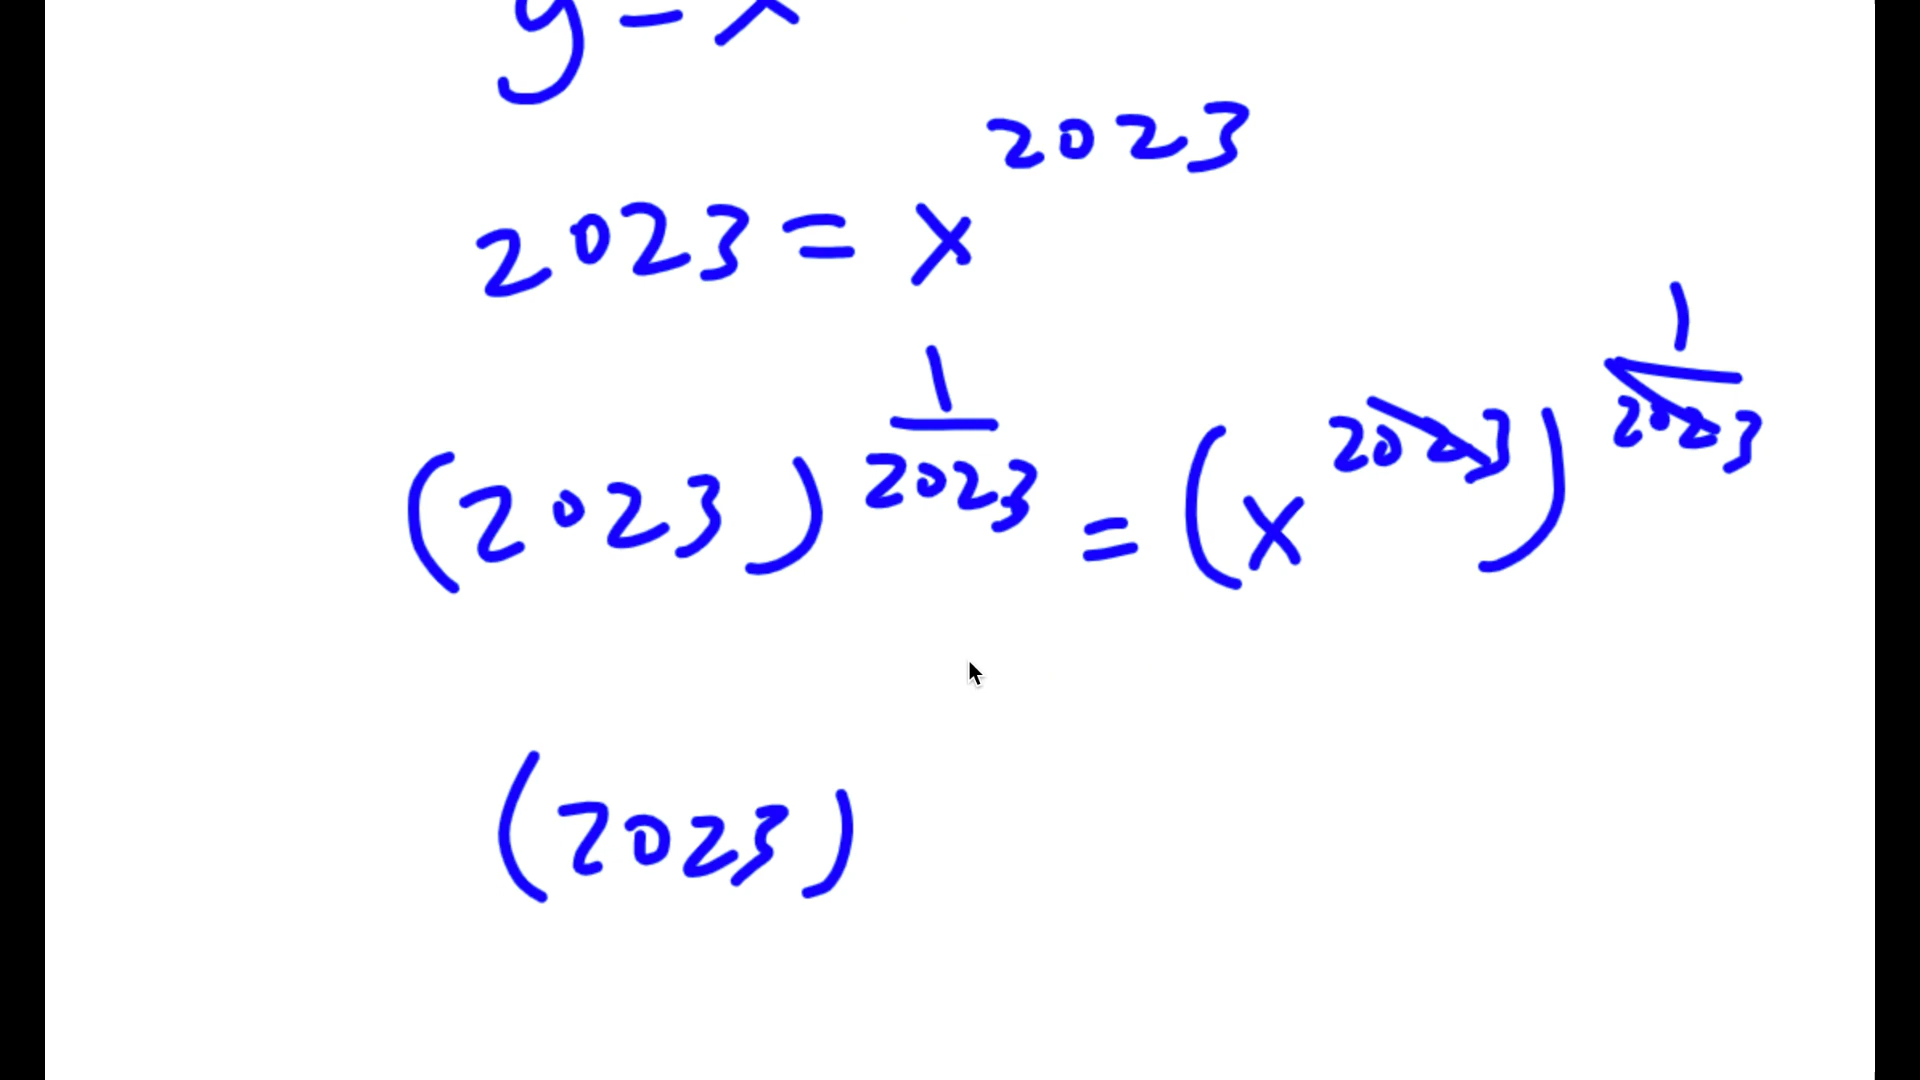 y = x
2023 = x^2023
(2023)^1/2023 = (x^2023)^1/2023
(2023)